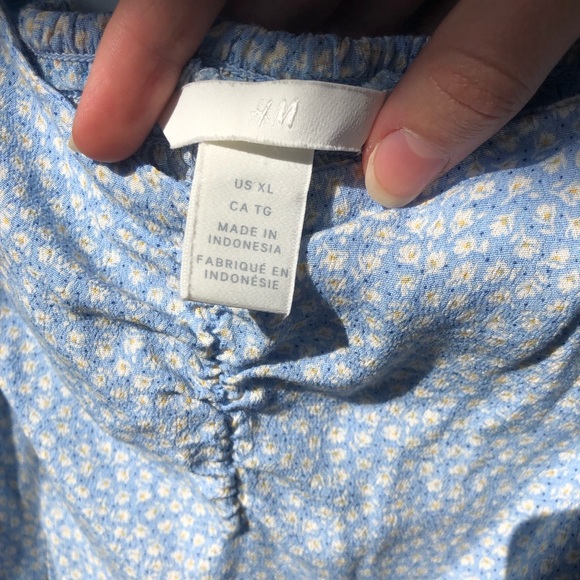 H&M
US XL
CA TG
MADE IN
INDONESIA
FABRIQUÉ EN
INDONÉSIE